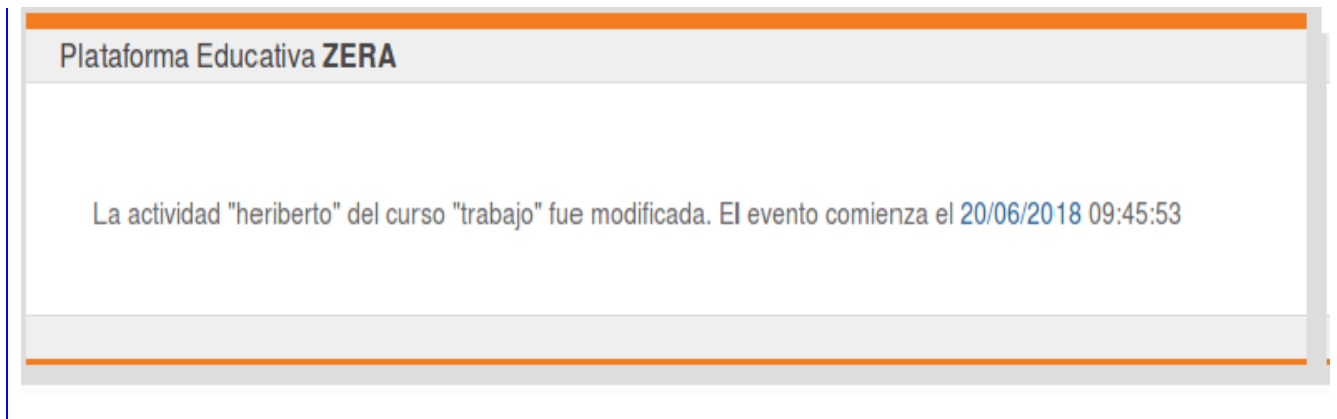 Plataforma Educativa ZERA
La actividad "heriberto" del curso "trabajo" fue modificada. El evento comienza el 20/06/2018 09:45:53